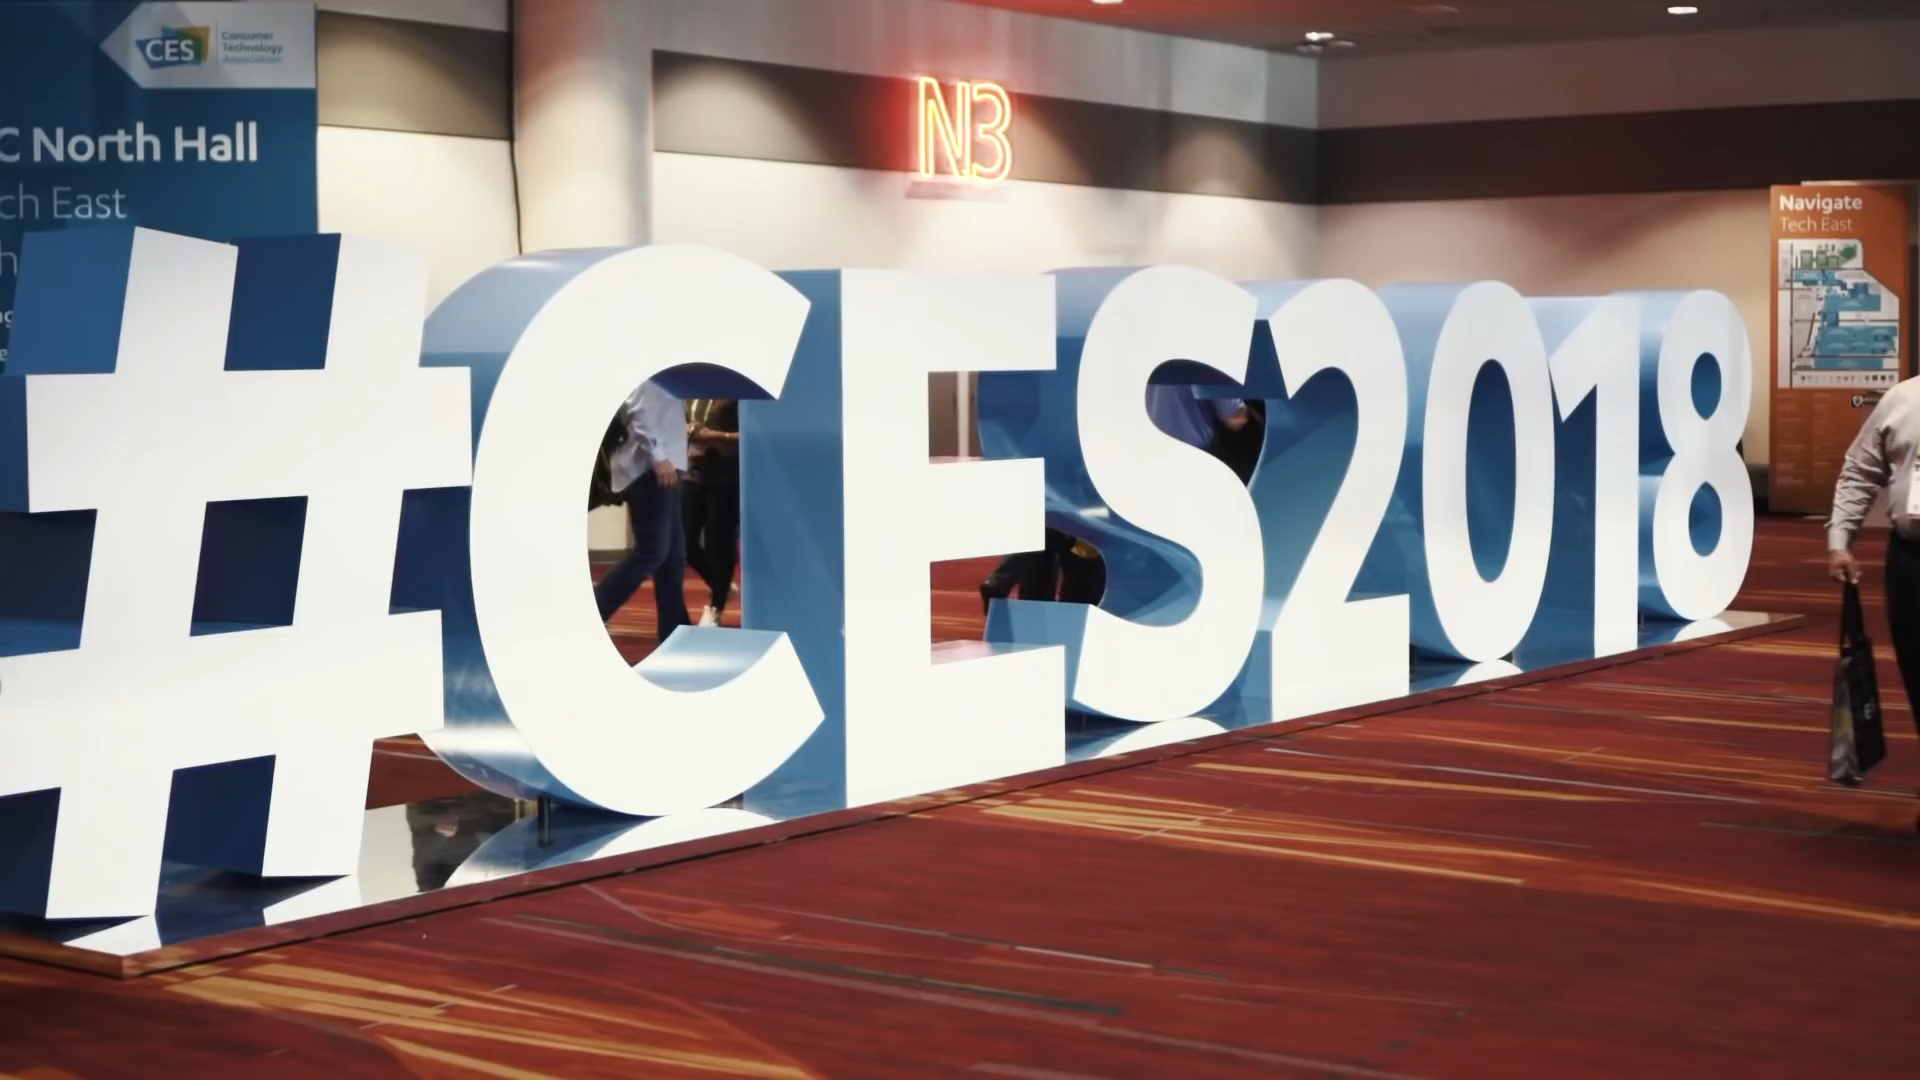 CES
Consumer
Technology
Association
C North Hall
ch East
N3
Navigate
Tech East
#CES2018